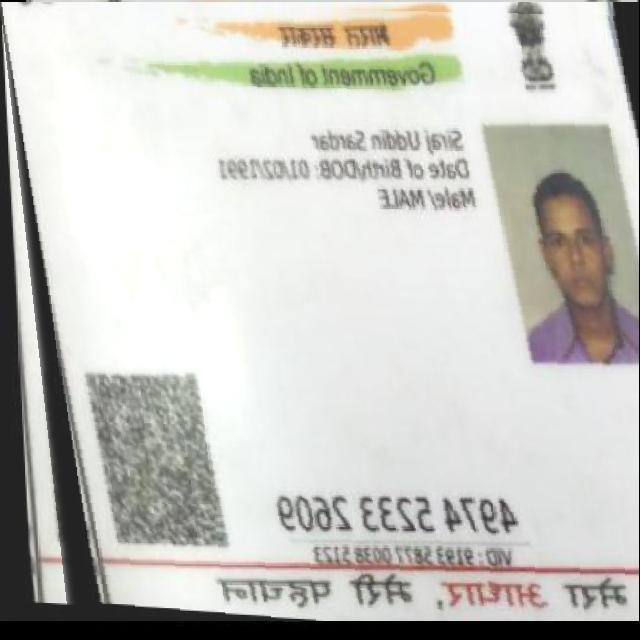 भारत सरकार
Government of India
Siraj Uddin Sardar
Date of Birth/DOB: 01/02/1991
Male/ MALE
4974 5233 2609
VID: 9193 5877 0038 5123
मेरा आधार, मेरी पहचान